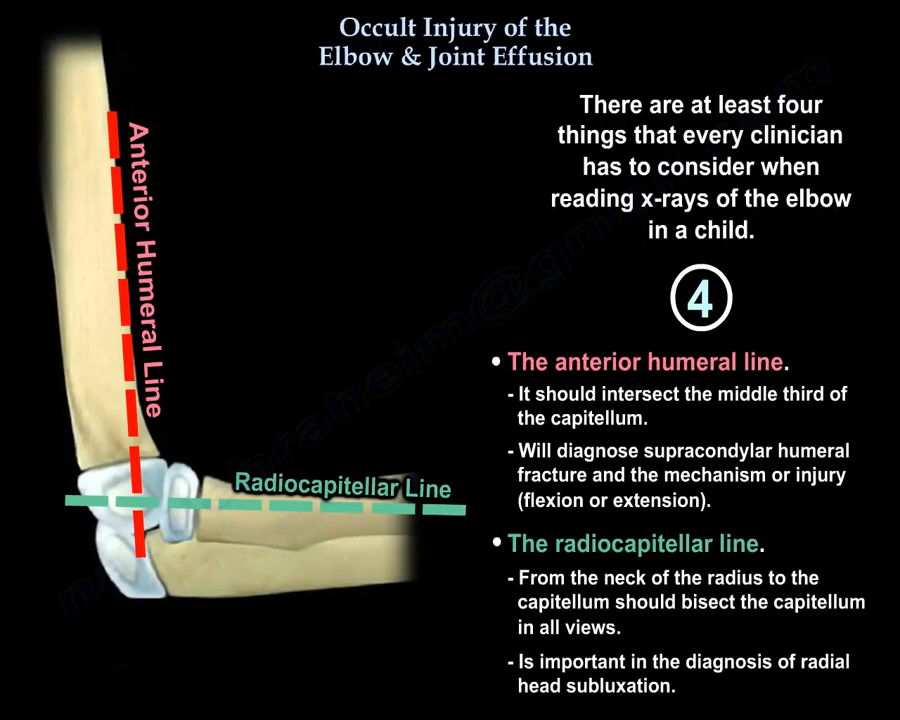 Occult Injury of the
Elbow & Joint Effusion
There are at least four
things that every clinician
has to consider when
reading x-rays of the elbow
in a child.
4
Anterior Humeral Line
Radiocapitellar Line
• The anterior humeral line.
- It should intersect the middle third of
the capitellum.
- Will diagnose supracondylar humeral
fracture and the mechanism or injury
(flexion or extension).
• The radiocapitellar line.
- From the neck of the radius to the
capitellum should bisect the capitellum
in all views.
- Is important in the diagnosis of radial
head subluxation.